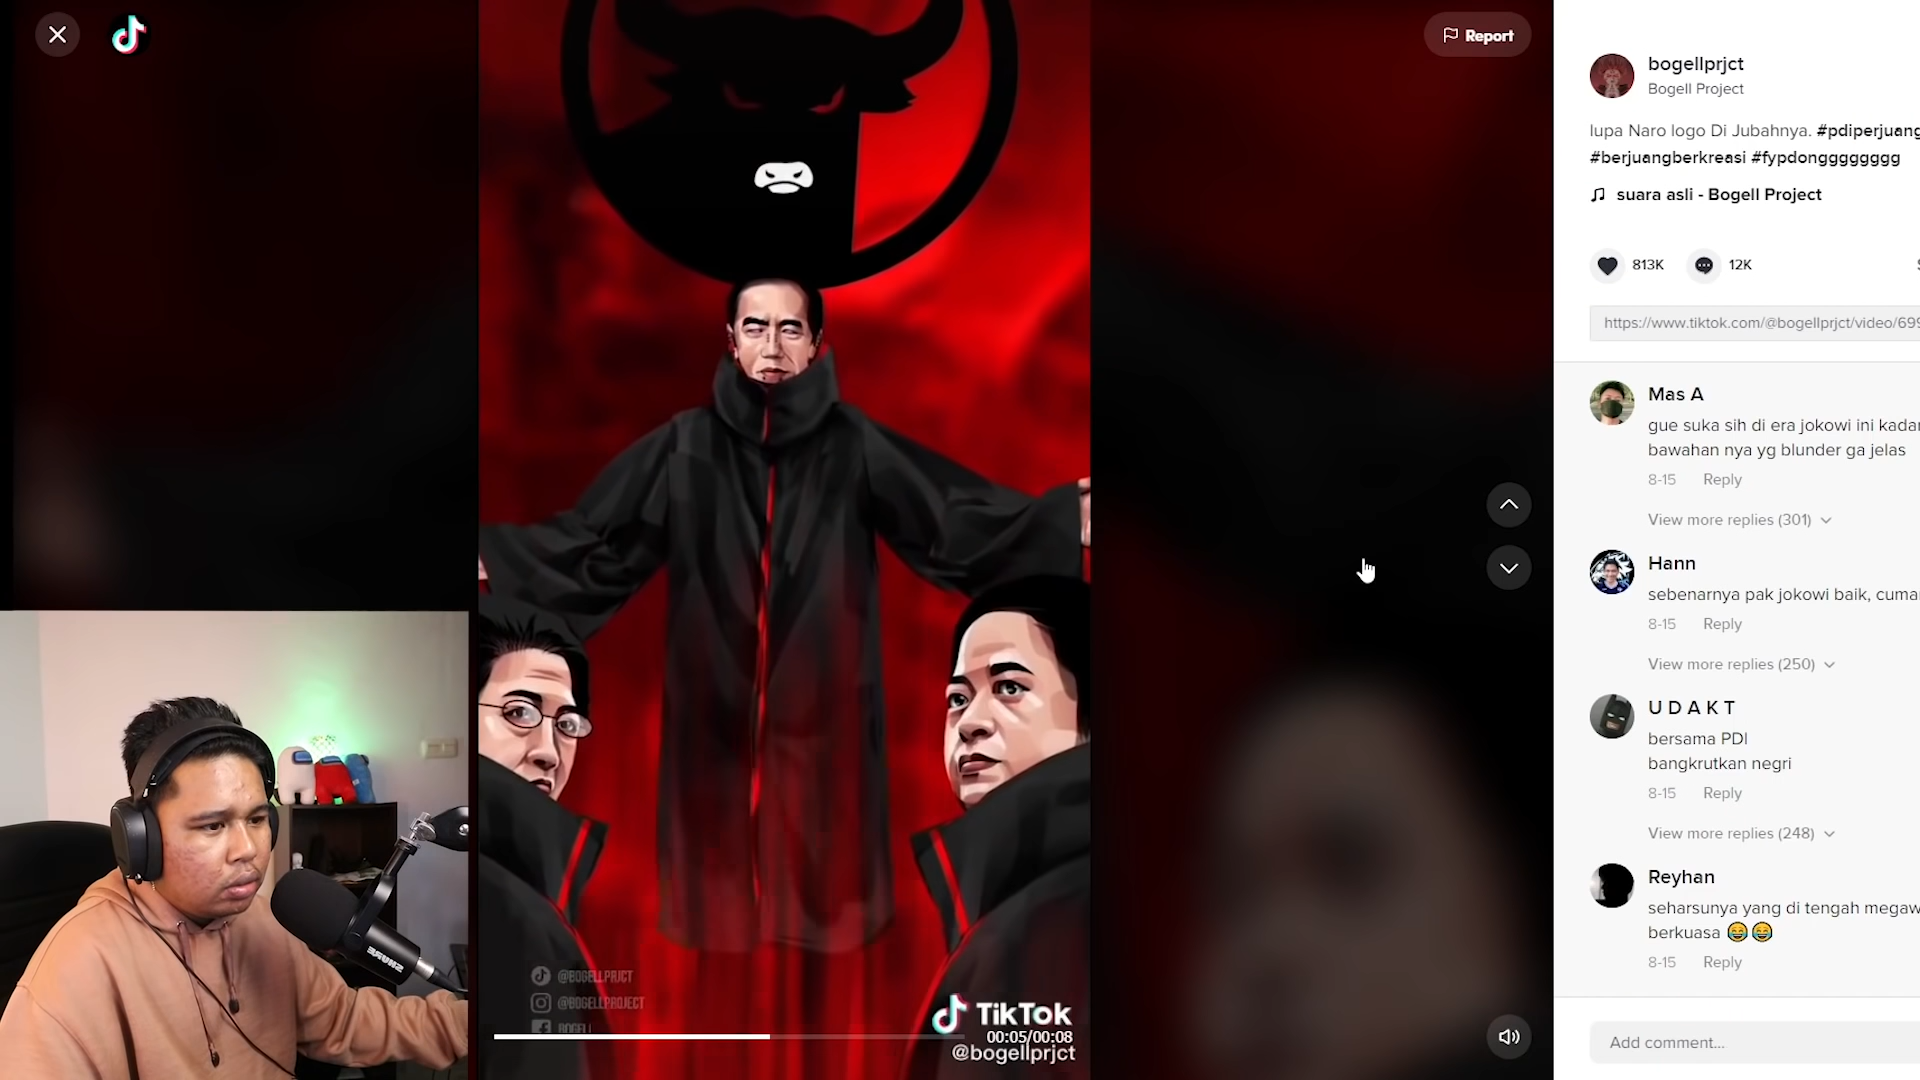 Report
bogellprjct
Bogell Project
lupa Naro logo Di Jubahnya. #pdiperjuang
#berjuangberkreasi #fypdongggggggg
suara asli - Bogell Project
813K
12K
https://www.tiktok.com/@bogellprjct/video/699
Mas A
gue suka sih di era jokowi ini kadan
bawahan nya yg blunder ga jelas
8-15 Reply
View more replies (301)
Hann
sebenarnya pak jokowi baik, cuma
8-15 Reply
View more replies (250)
U D A K T
bersama PDI
bangkrutkan negri
8-15 Reply
View more replies (248)
Reyhan
seharsunya yang di tengah megaw
berkuasa 😂😂
8-15 Reply
Add comment...
@BOGELLPRJCT
@BOGELLPROJECT
BOGELL
TikTok
00:05/00:08
@bogellprjct
SHURE